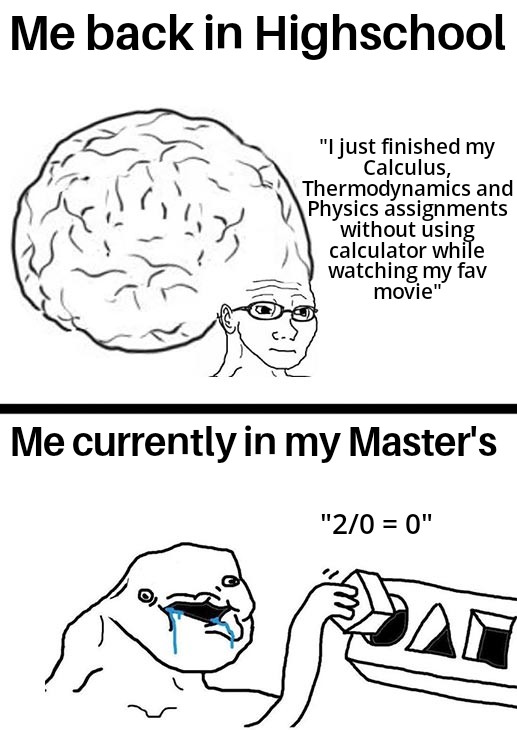 Me back in Highschool
"I just finished my
Calculus,
Thermodynamics and
Physics assignments
without using
calculator while
watching my fav
movie"
Me currently in my Master's
"2/0 = 0"